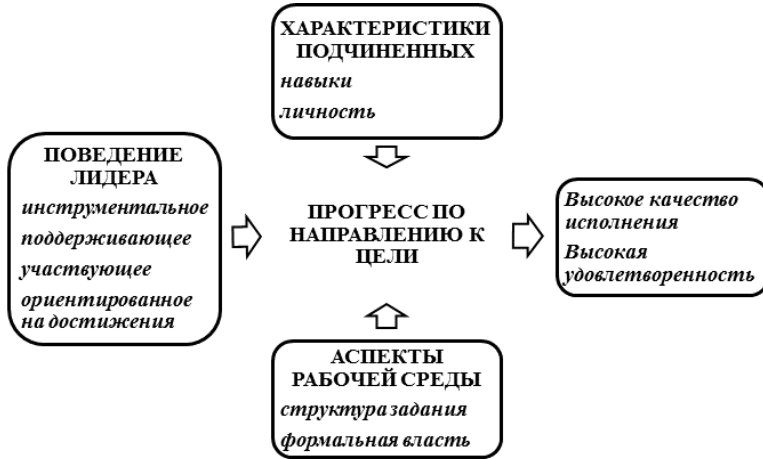 ХАРАКТЕРИСТИКИ
ПОДЧИНЕННЫХ
навыки
личность
ПОВЕДЕНИЕ
ЛИДЕРА
инструментальное
поддерживающее
участвующее
ориентированное
на достижения
ПРОГРЕСС ПО
НАПРАВЛЕНИЮ К
ЦЕЛИ
Высокое качество
исполнения
Высокая
удовлетворенность
АСПЕКТЫ
РАБОЧЕЙ СРЕДЫ
структура задания
формальная власть